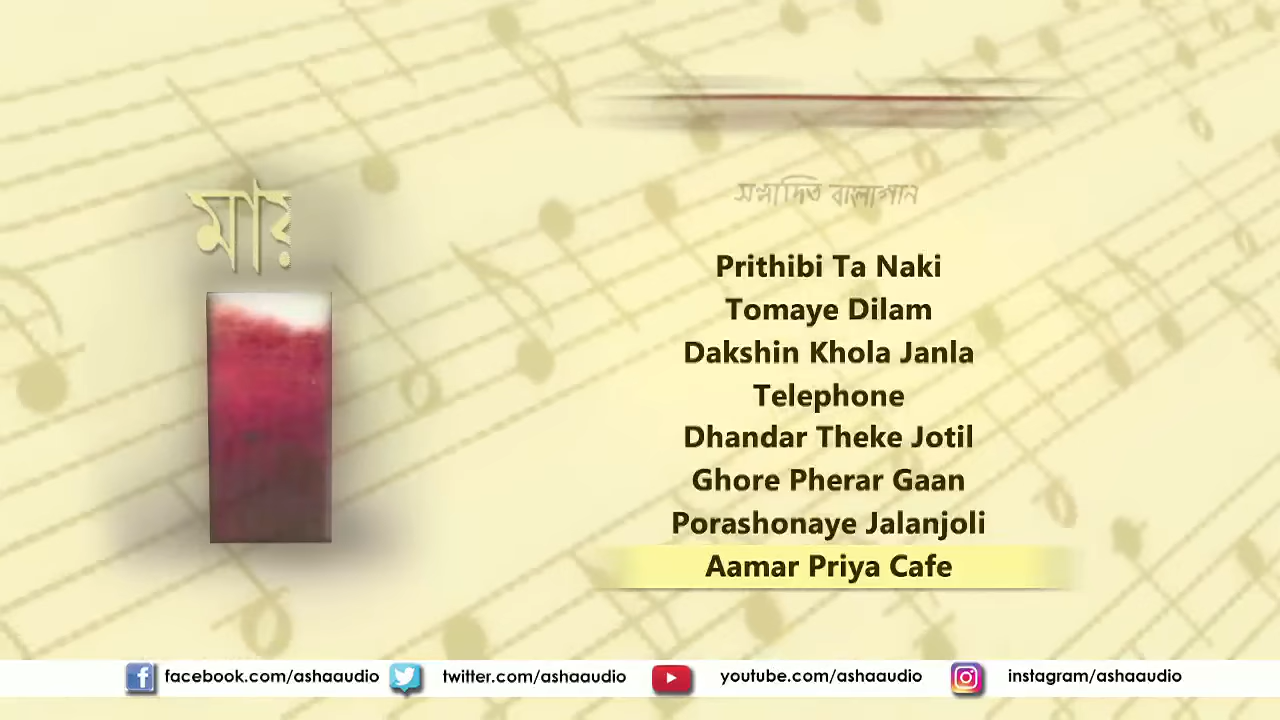 মায়
সম্পাদিত বাংলাগান
Prithibi Ta Naki
Tomaye Dilam
Dakshin Khola Janla
Telephone
Dhandar Theke Jotil
Ghore Pherar Gaan
Porashonaye Jalanjoli
Aamar Priya Cafe
facebook.com/ashaaudio twitter.com/ashaaudio youtube.com/ashaaudio instagram/ashaaudio